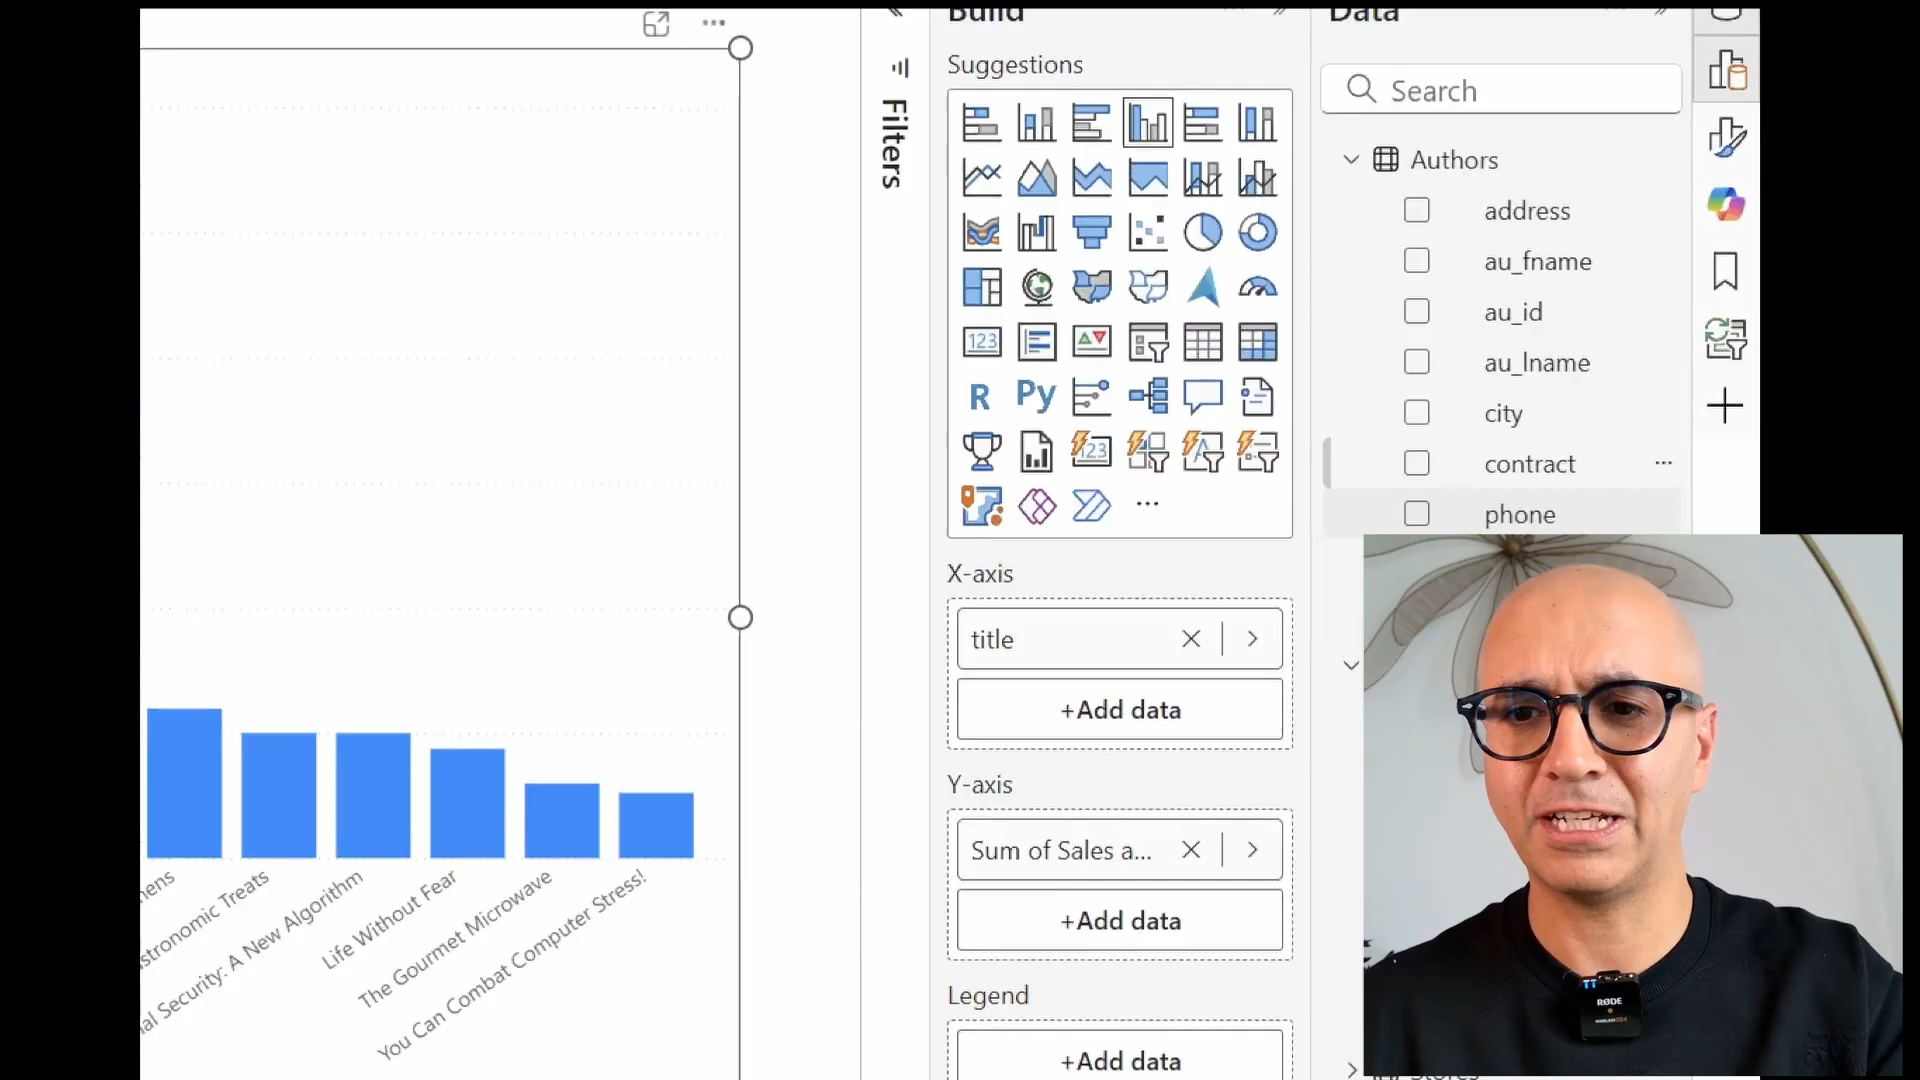 Build
Data
Suggestions
Search
Filters
Authors
address
au_fname
au_id
au_lname
city
contract
phone
123
R
Py
123
X-axis
title
+Add data
Y-axis
Sum of Sales a...
+Add data
Legend
+Add data
stronomic Treats
al Security: A New Algorithm
Life Without Fear
The Gourmet Microwave
You Can Combat Computer Stress!
RØDE